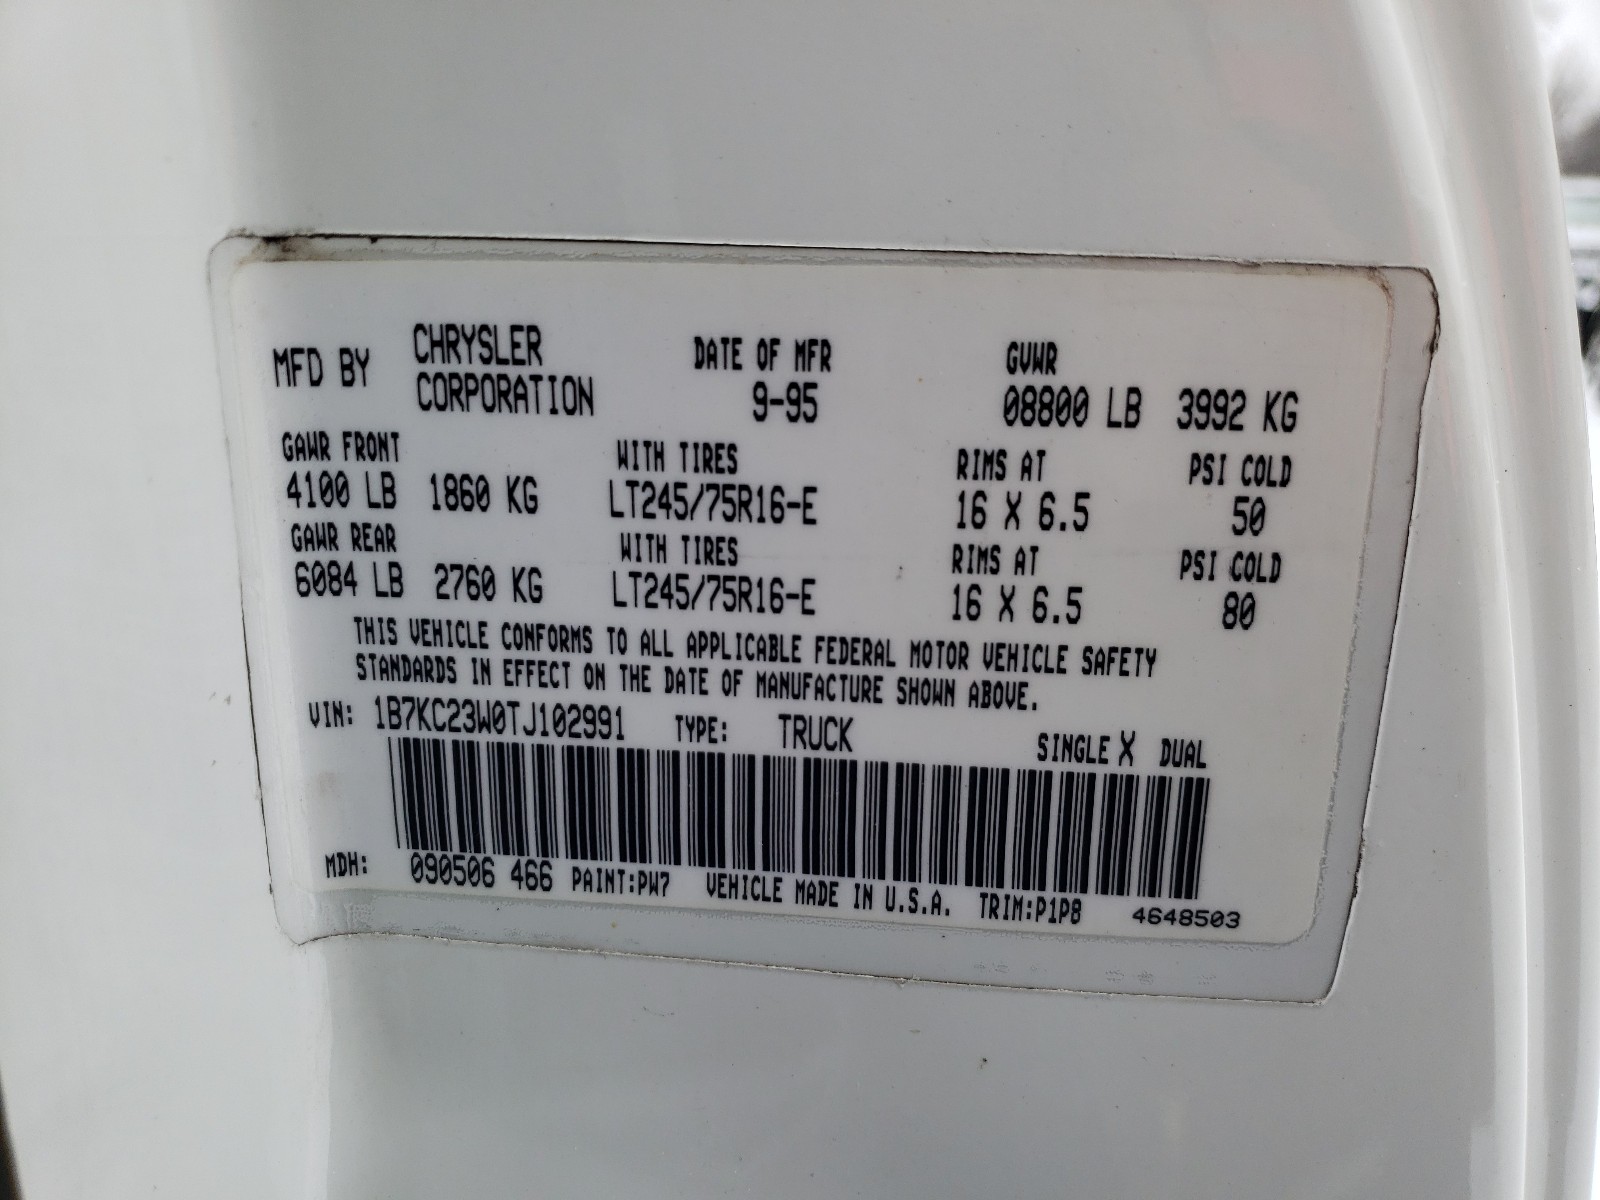 MFD BY CHRYSLER CORPORATION DATE OF MFR 9-95 GVWR 08800 LB 3992 KG
GAWR FRONT WITH TIRES RIMS AT PSI COLD
4100 LB 1860 KG LT245/75R16-E 16 X 6.5 50
GAWR REAR WITH TIRES RIMS AT PSI COLD
6084 LB 2760 KG LT245/75R16-E 16 X 6.5 80
THIS VEHICLE CONFORMS TO ALL APPLICABLE FEDERAL MOTOR VEHICLE SAFETY
STANDARDS IN EFFECT ON THE DATE OF MANUFACTURE SHOWN ABOVE.
VIN: 1B7KC23W0TJ102991 TYPE: TRUCK SINGLE X DUAL
MDH: 090506 466 PAINT:PW7 VEHICLE MADE IN U.S.A. TRIM:P1P8 4648503